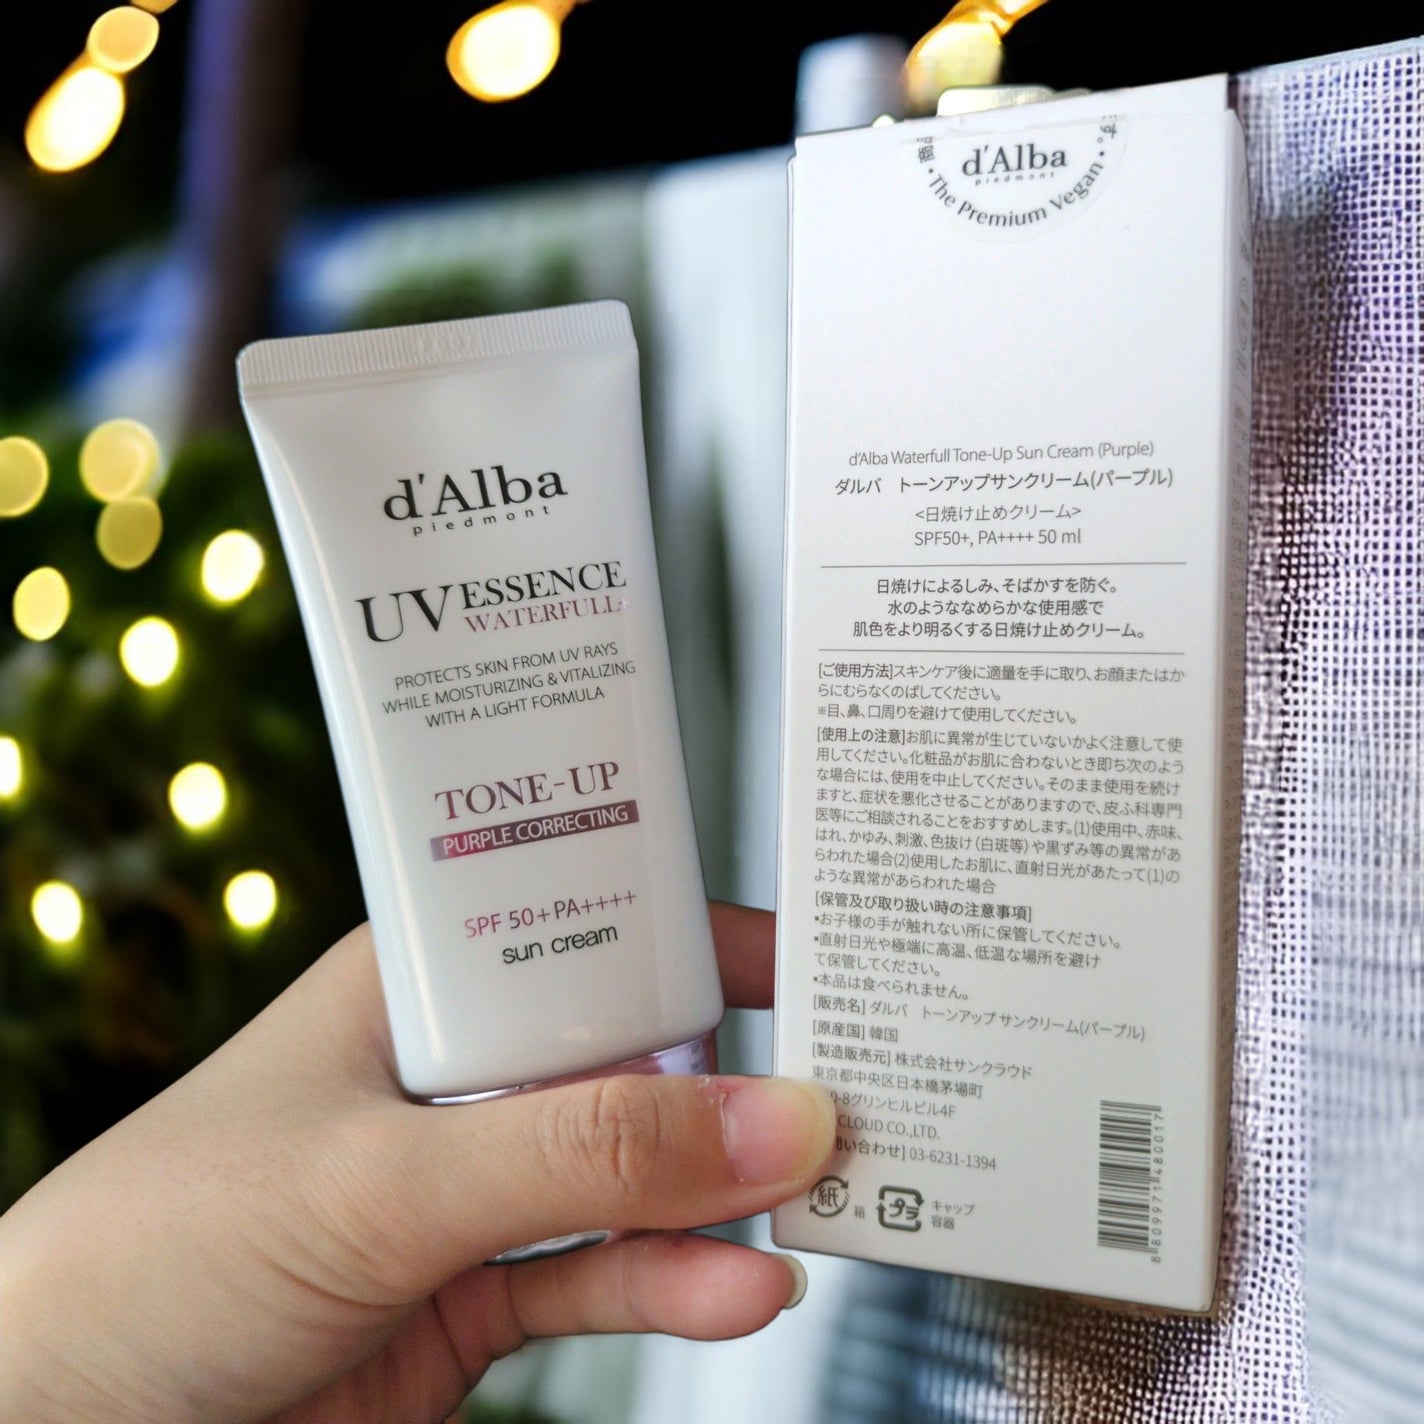 d'Alba
piedmont
UV ESSENCE
WATERFULL+
PROTECTS SKIN FROM UV RAYS
WHILE MOISTURIZING & VITALIZING
WITH A LIGHT FORMULA
TONE-UP
PURPLE CORRECTING
SPF 50+ PA++++
sun cream
d'Alba
piedmont
• The Premium Vegan •
d'Alba Waterfull Tone-Up Sun Cream (Purple)
ダルバ　トーンアップサンクリーム(パープル)
<日焼け止めクリーム>
SPF50+, PA++++ 50 ml
日焼けによるしみ、そばかすを防ぐ。
水のようななめらかな使用感で
肌色をより明るくする日焼け止めクリーム。
[ご使用方法]スキンケア後に適量を手に取り、お顔またはか
らにむらなくのばしてください。
※目、鼻、口周りを避けて使用してください。
[使用上の注意]お肌に異常が生じていないかよく注意して使
用してください。化粧品がお肌に合わないとき即ち次のよう
な場合には、使用を中止してください。そのまま使用を続け
ますと、症状を悪化させることがありますので、皮ふ科専門
医等にご相談されることをおすすめします。(1)使用中、赤味、
はれ、かゆみ、刺激、色抜け(白斑等)や黒ずみ等の異常があ
らわれた場合(2)使用したお肌に、直射日光があたって(1)の
ような異常があらわれた場合
[保管及び取り扱い時の注意事項]
▪お子様の手が触れない所に保管してください。
▪直射日光や極端に高温、低温な場所を避け
て保管してください。
▪本品は食べられません。
[販売名] ダルバ　トーンアップ サンクリーム(パープル)
[原産国] 韓国
[製造販売元] 株式会社サンクラウド
東京都中央区日本橋茅場町
0-8グリンヒルビル4F
CLOUD CO.,LTD.
問い合わせ] 03-6231-1394
紙 箱
プラ キャップ
容器
8 809971 480017